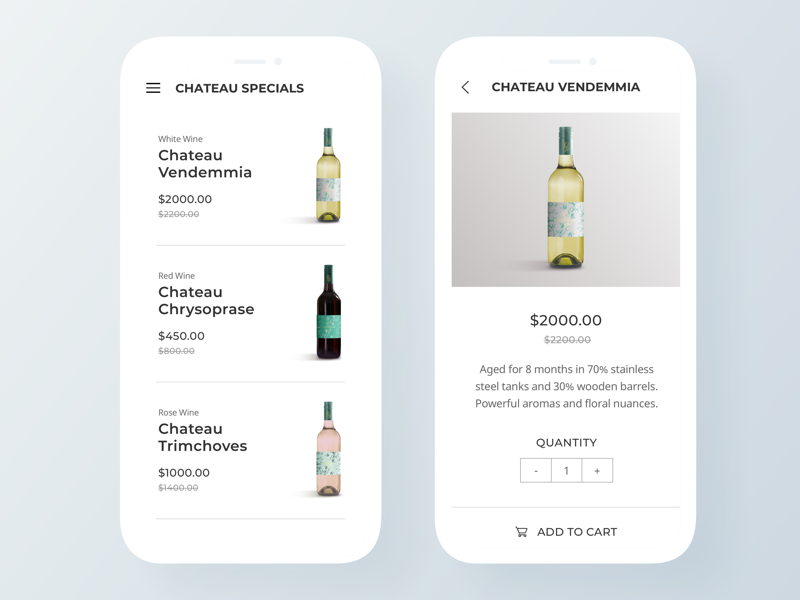 CHATEAU SPECIALS
White Wine
Chateau
Vendemmia
$2000.00
$2200.00
Red Wine
Chateau
Chrysoprase
$450.00
$800.00
Rose Wine
Chateau
Trimchoves
$1000.00
$1400.00
CHATEAU VENDEMMIA
$2000.00
$2200.00
Aged for 8 months in 70% stainless
steel tanks and 30% wooden barrels.
Powerful aromas and floral nuances.
QUANTITY
- 1 +
ADD TO CART